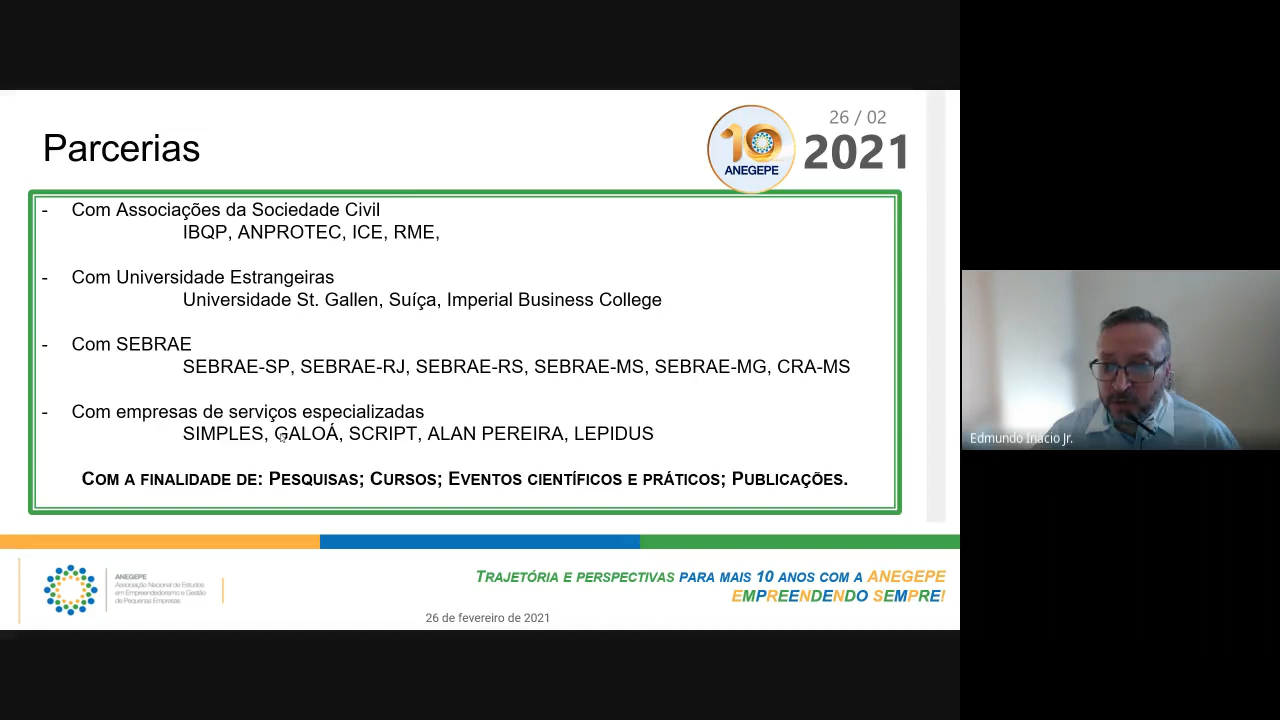 Parcerias
ANEGEPE
26 / 02
2021
- Com Associações da Sociedade Civil
IBQP, ANPROTEC, ICE, RME,
- Com Universidade Estrangeiras
Universidade St. Gallen, Suíça, Imperial Business College
- Com SEBRAE
SEBRAE-SP, SEBRAE-RJ, SEBRAE-RS, SEBRAE-MS, SEBRAE-MG, CRA-MS
- Com empresas de serviços especializadas
SIMPLES, GALOÁ, SCRIPT, ALAN PEREIRA, LEPIDUS
COM A FINALIDADE DE: PESQUISAS; CURSOS; EVENTOS CIENTÍFICOS E PRÁTICOS; PUBLICAÇÕES.
ANEGEPE
Associação Nacional de Estudos
em Empreendedorismo e Gestão
de Pequenas Empresas
TRAJETÓRIA E PERSPECTIVAS PARA MAIS 10 ANOS COM A ANEGEPE
EMPREENDENDO SEMPRE!
26 de fevereiro de 2021
Edmundo Inácio Jr.